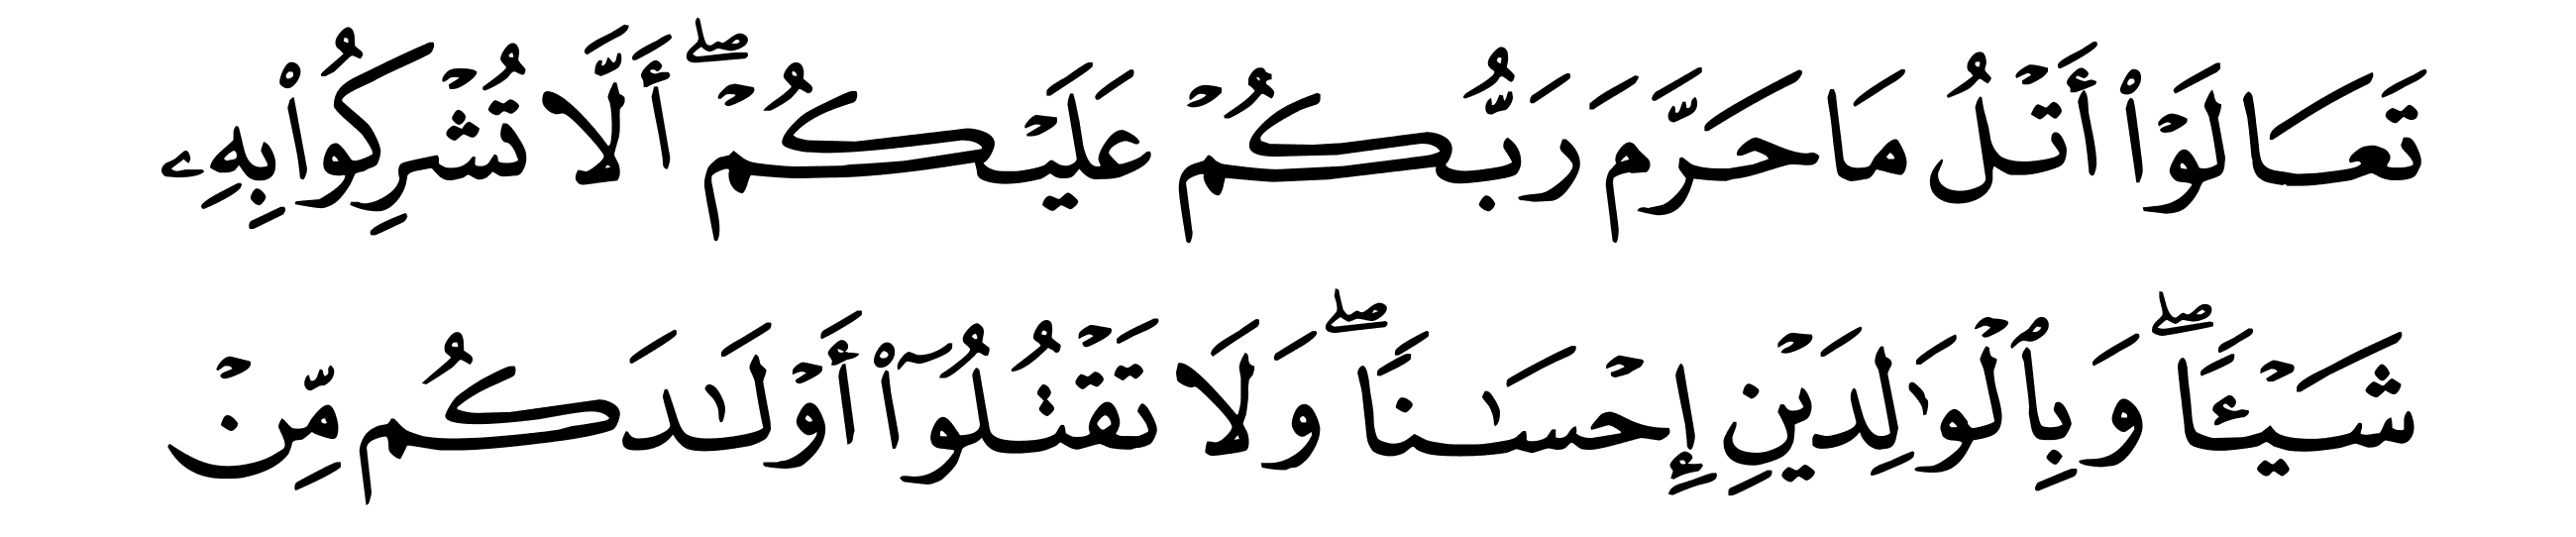 تَعَالَوۡاْ أَتۡلُ مَا حَرَّمَ رَبُّكُمۡ عَلَيۡكُمۡۖ أَلَّا تُشۡرِكُواْ بِهِۦ
شَيۡـٔٗاۖ وَبِٱلۡوَٰلِدَيۡنِ إِحۡسَٰنٗاۖ وَلَا تَقۡتُلُوٓاْ أَوۡلَٰدَكُم مِّنۡ